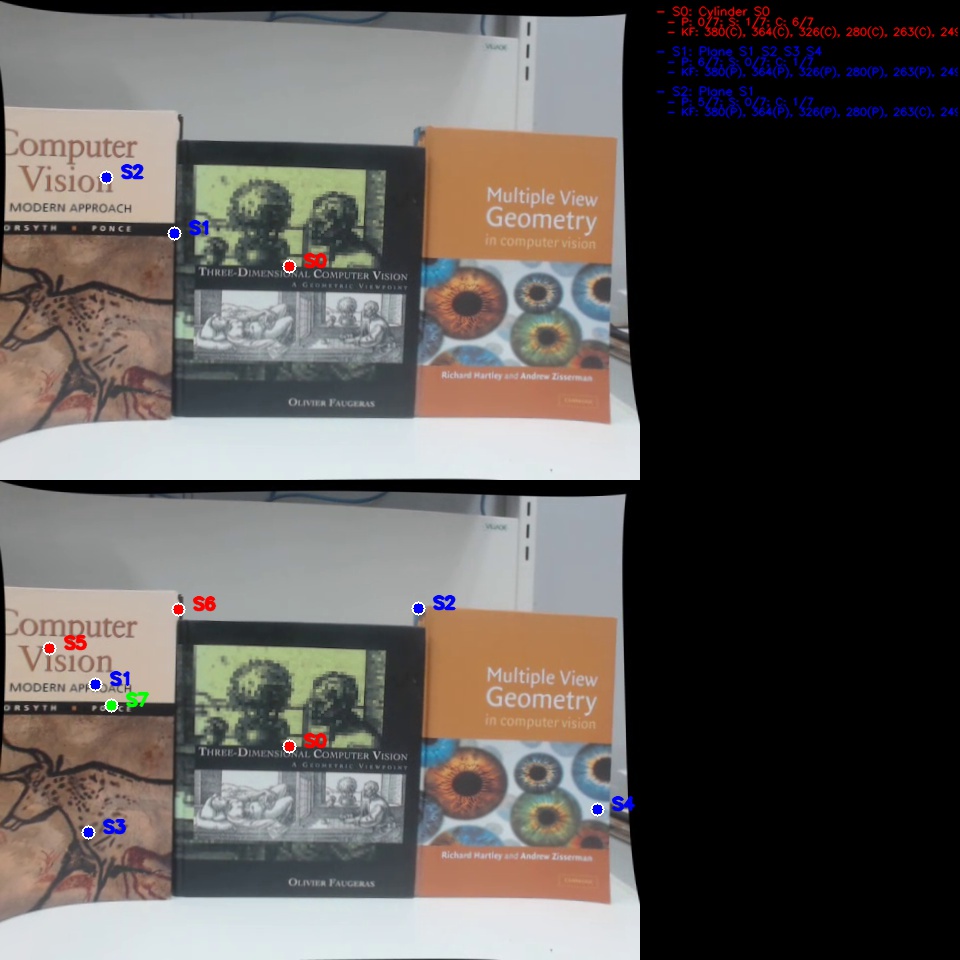 - S0: Cylinder S0
- P: 0/7; S: 1/7; C: 6/7
- KF: 380(C), 364(C), 326(C), 280(C), 263(C), 249
- S1: Plane S1 S2 S3 S4
- P: 6/7; S: 0/7; C: 1/7
- KF: 380(P), 364(P), 326(P), 280(P), 263(P), 249
- S2: Plane S1
- P: 5/7; S: 0/7; C: 1/7
- KF: 380(P), 364(P), 326(P), 280(P), 263(C), 249
Computer
Vision
MODERN APPROACH
ORSYTH PONCE
S2
S1
S0
THREE-DIMENSIONAL COMPUTER VISION
A GEOMETRIC VIEWPOINT
OLIVIER FAUGERAS
Multiple View
Geometry
in computer vision
Richard Hartley and Andrew Zisserman
CAMBRIDGE
S6
S2
Computer
S5
Vision
S1
MODERN APPROACH
S7
ORSYTH PONCE
S3
S0
THREE-DIMENSIONAL COMPUTER VISION
A GEOMETRIC VIEWPOINT
OLIVIER FAUGERAS
Multiple View
Geometry
in computer vision
S4
Richard Hartley and Andrew Zisserman
CAMBRIDGE